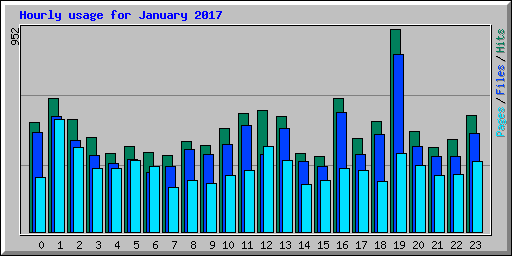 Hourly usage for January 2017
952
Pages/Files/Hits
0 1 2 3 4 5 6 7 8 9 10 11 12 13 14 15 16 17 18 19 20 21 22 23